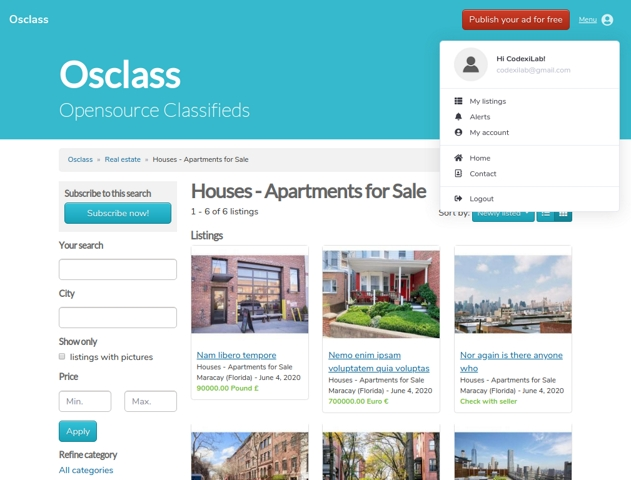 Osclass
Publish your ad for free
Menu
Hi CodexiLab!
codexilab@gmail.com
My listings
Alerts
My account
Home
Contact
Logout
Osclass
Opensource Classifieds
Osclass » Real estate » Houses - Apartments for Sale
Subscribe to this search
Subscribe now!
Your search
City
Show only
listings with pictures
Price
Min.
Max.
Apply
Refine category
All categories
Houses - Apartments for Sale
1 - 6 of 6 listings
Sort by:
Newly listed
Listings
Nam libero tempore
Houses - Apartments for Sale
Maracay (Florida) - June 4, 2020
90000.00 Pound £
Nemo enim ipsam
voluptatem quia voluptas
Houses - Apartments for Sale
Maracay (Florida) - June 4, 2020
700000.00 Euro €
Nor again is there anyone
who
Houses - Apartments for Sale
Maracay (Florida) - June 4, 2020
Check with seller